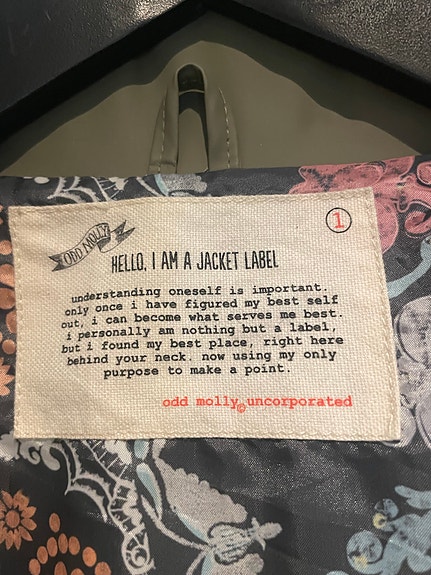 1
ODD MOLLY
HELLO, I AM A JACKET LABEL
understanding oneself is important.
only once i have figured my best self
out, i can become what serves me best.
i personally am nothing but a label,
but i found my best place, right here
behind your neck. now using my only
purpose to make a point.
odd molly©uncorporated